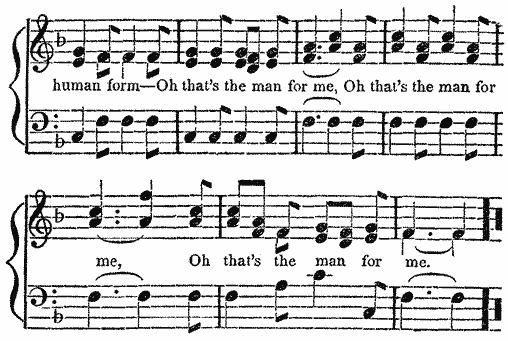 human form—Oh that's the man for me, Oh that's the man for
me, Oh that's the man for me.